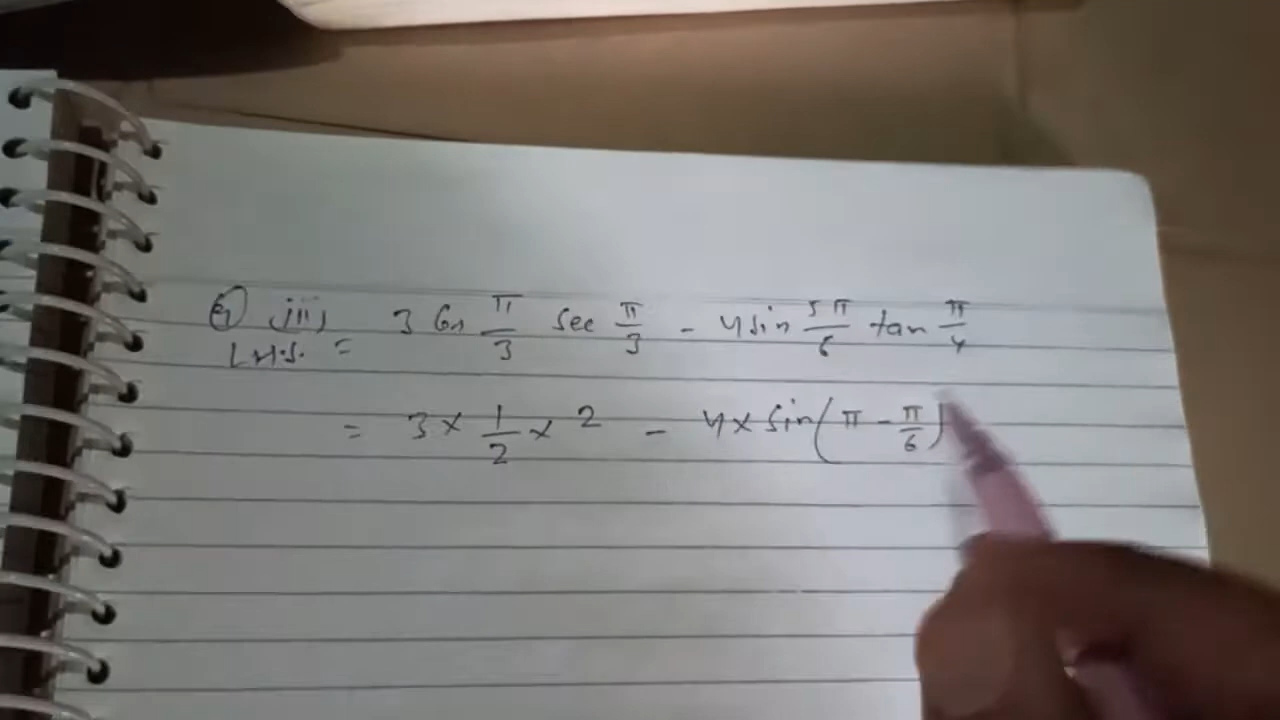 (iii) 3 Cos π/3 sec π/3 - 4 sin 5π/6 tan π/4
L.H.S. =
= 3 × 1/2 × 2 - 4 × sin(π - π/6)